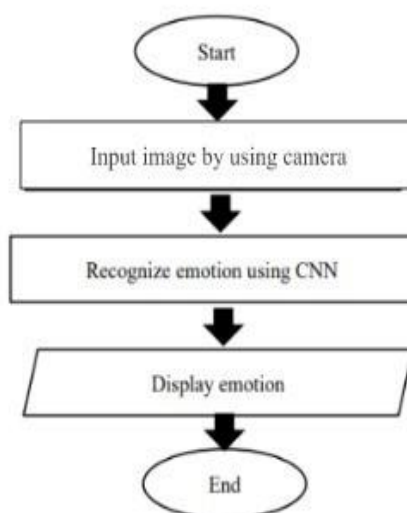 Start
Input image by using camera
Recognize emotion using CNN
Display emotion
End